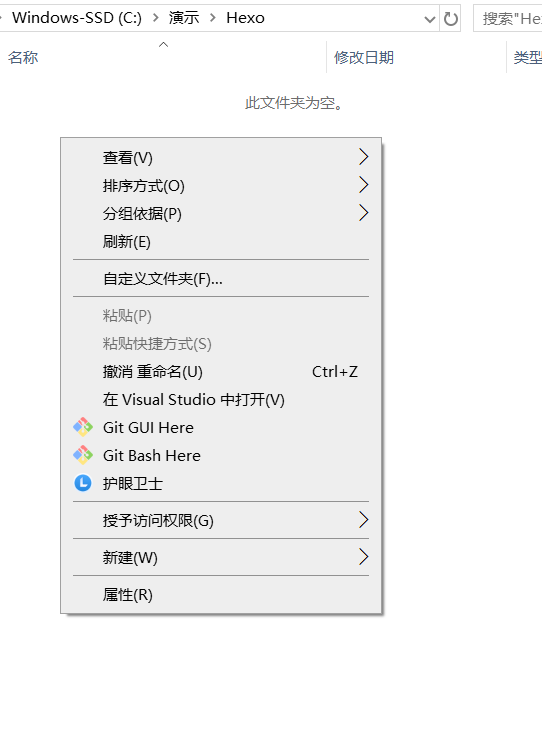 Windows-SSD (C:) > 演示 > Hexo
搜索"Hex
名称 修改日期 类型
此文件夹为空。
查看(V)
排序方式(O)
分组依据(P)
刷新(E)
自定义文件夹(F)...
粘贴(P)
粘贴快捷方式(S)
撤消 重命名(U) Ctrl+Z
在 Visual Studio 中打开(V)
Git GUI Here
Git Bash Here
护眼卫士
授予访问权限(G)
新建(W)
属性(R)